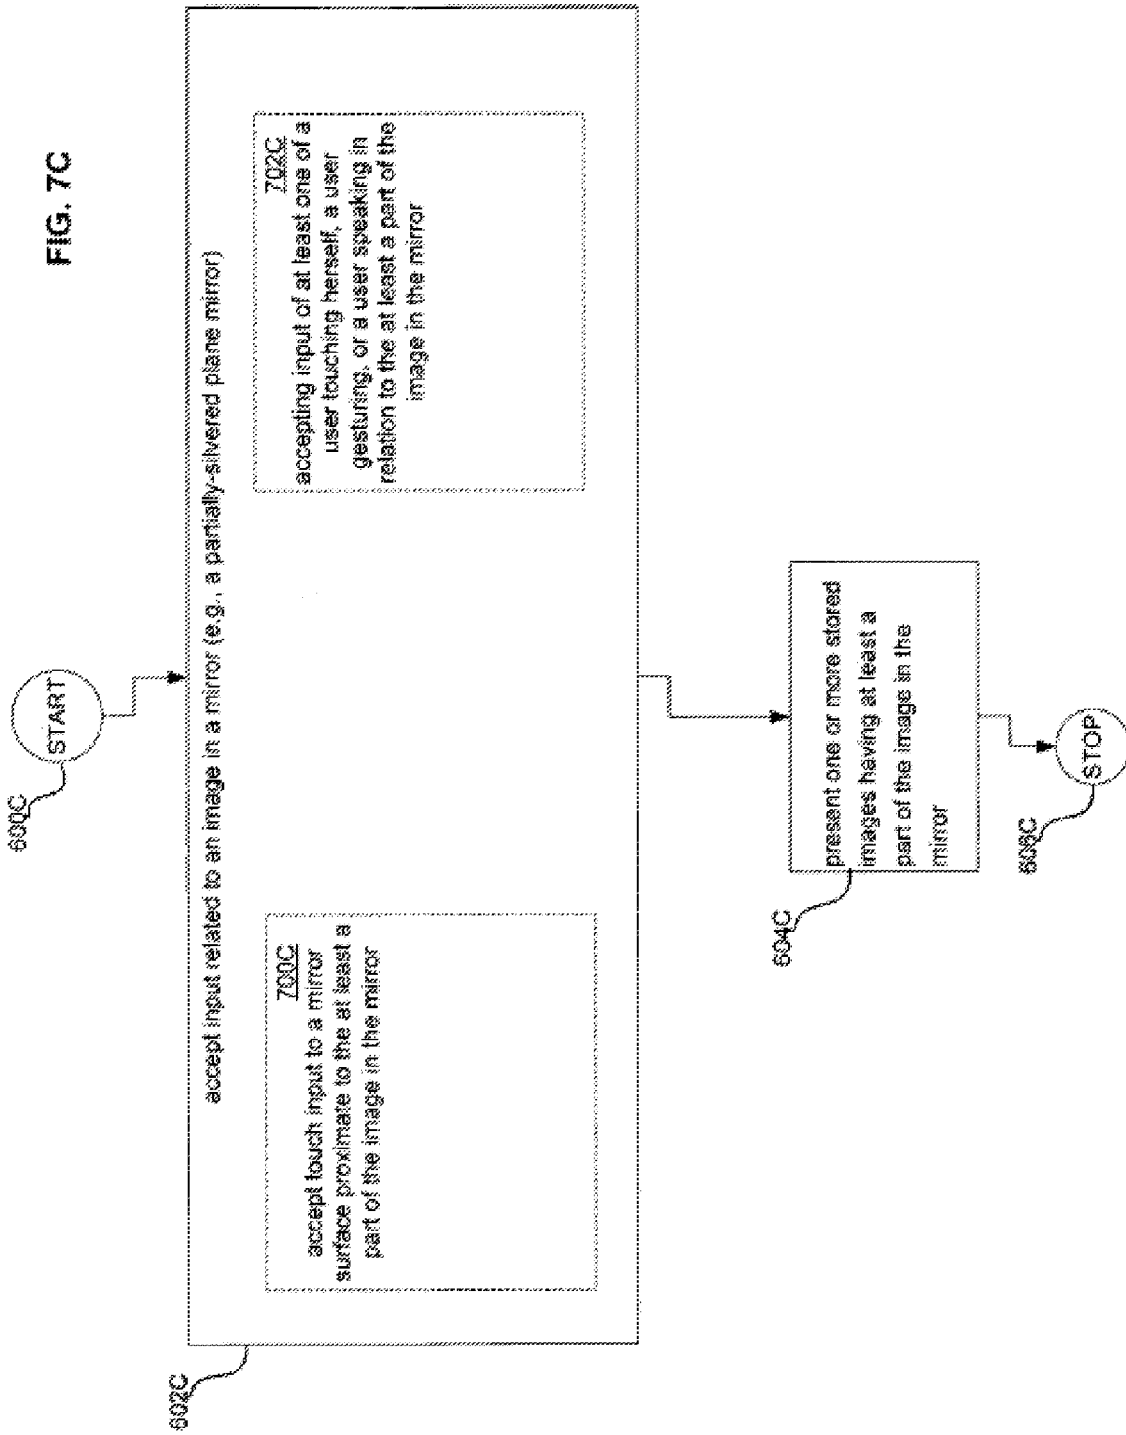 FIG. 7C
START
600C
602C
accept input related to an image in a mirror (e.g., a partially-silvered plane mirror)
700C
accept touch input to a mirror
surface proximate to the at least a
part of the image in the mirror
702C
accepting input of at least one of a
user touching herself, a user
gesturing, or a user speaking in
relation to the at least a part of the
image in the mirror
604C
present one or more stored
images having at least a
part of the image in the
mirror
606C
STOP